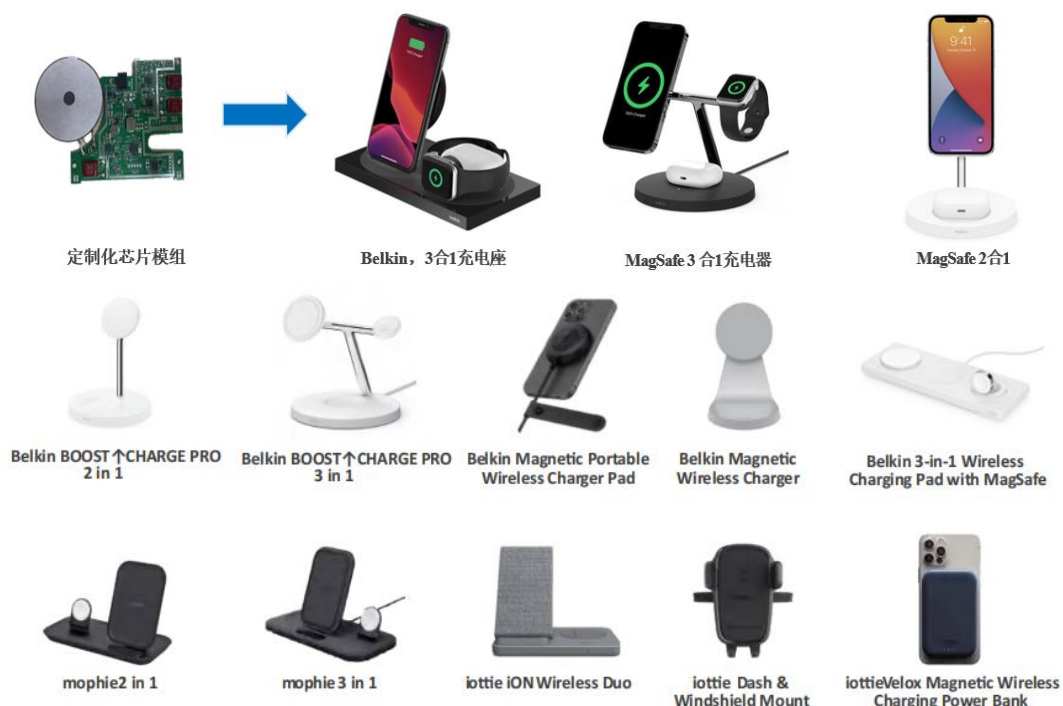 9:41
定制化芯片模组
Belkin，3合1充电座
MagSafe 3 合1充电器
MagSafe 2合1
Belkin BOOST↑CHARGE PRO
2 in 1
Belkin BOOST↑CHARGE PRO
3 in 1
Belkin Magnetic Portable
Wireless Charger Pad
Belkin Magnetic
Wireless Charger
Belkin 3-in-1 Wireless
Charging Pad with MagSafe
mophie2 in 1
mophie 3 in 1
iottie iON Wireless Duo
iottie Dash &
Windshield Mount
iottieVelox Magnetic Wireless
Charging Power Bank